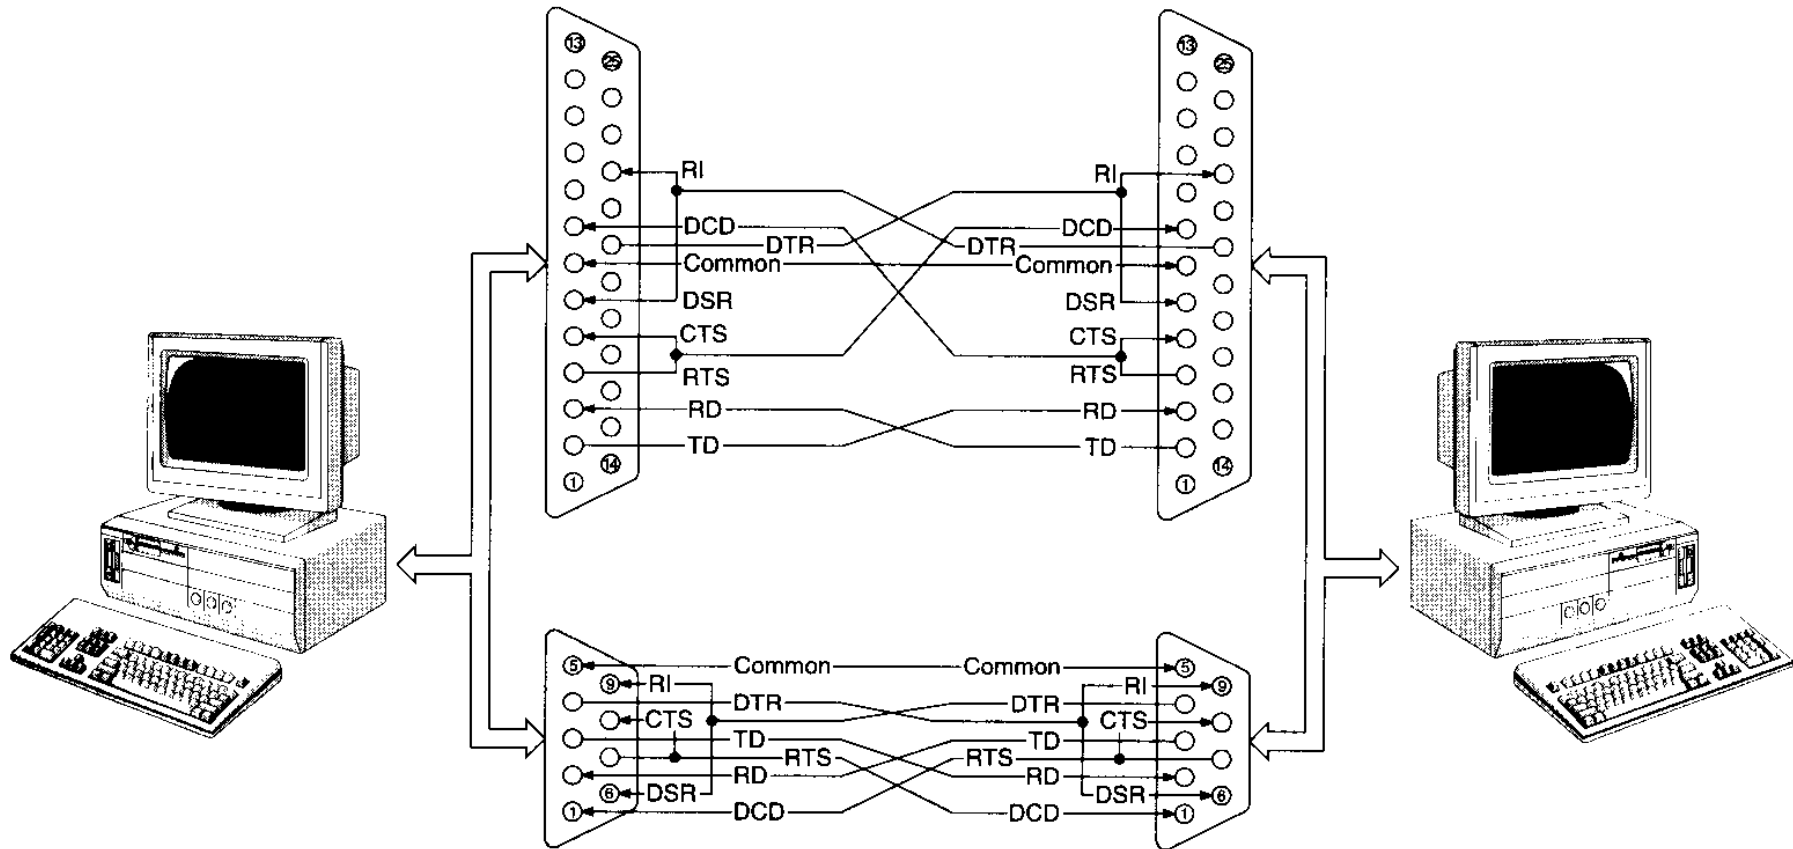 13 13
25 25
RI RI
DCD DCD
DTR DTR
Common Common
DSR DSR
CTS CTS
RTS RTS
RD RD
TD TD
14 14
1 1
5 Common Common 5
9 RI RI 9
DTR DTR
CTS CTS
TD TD
RTS RTS
RD RD
6 DSR DSR 6
1 DCD DCD 1